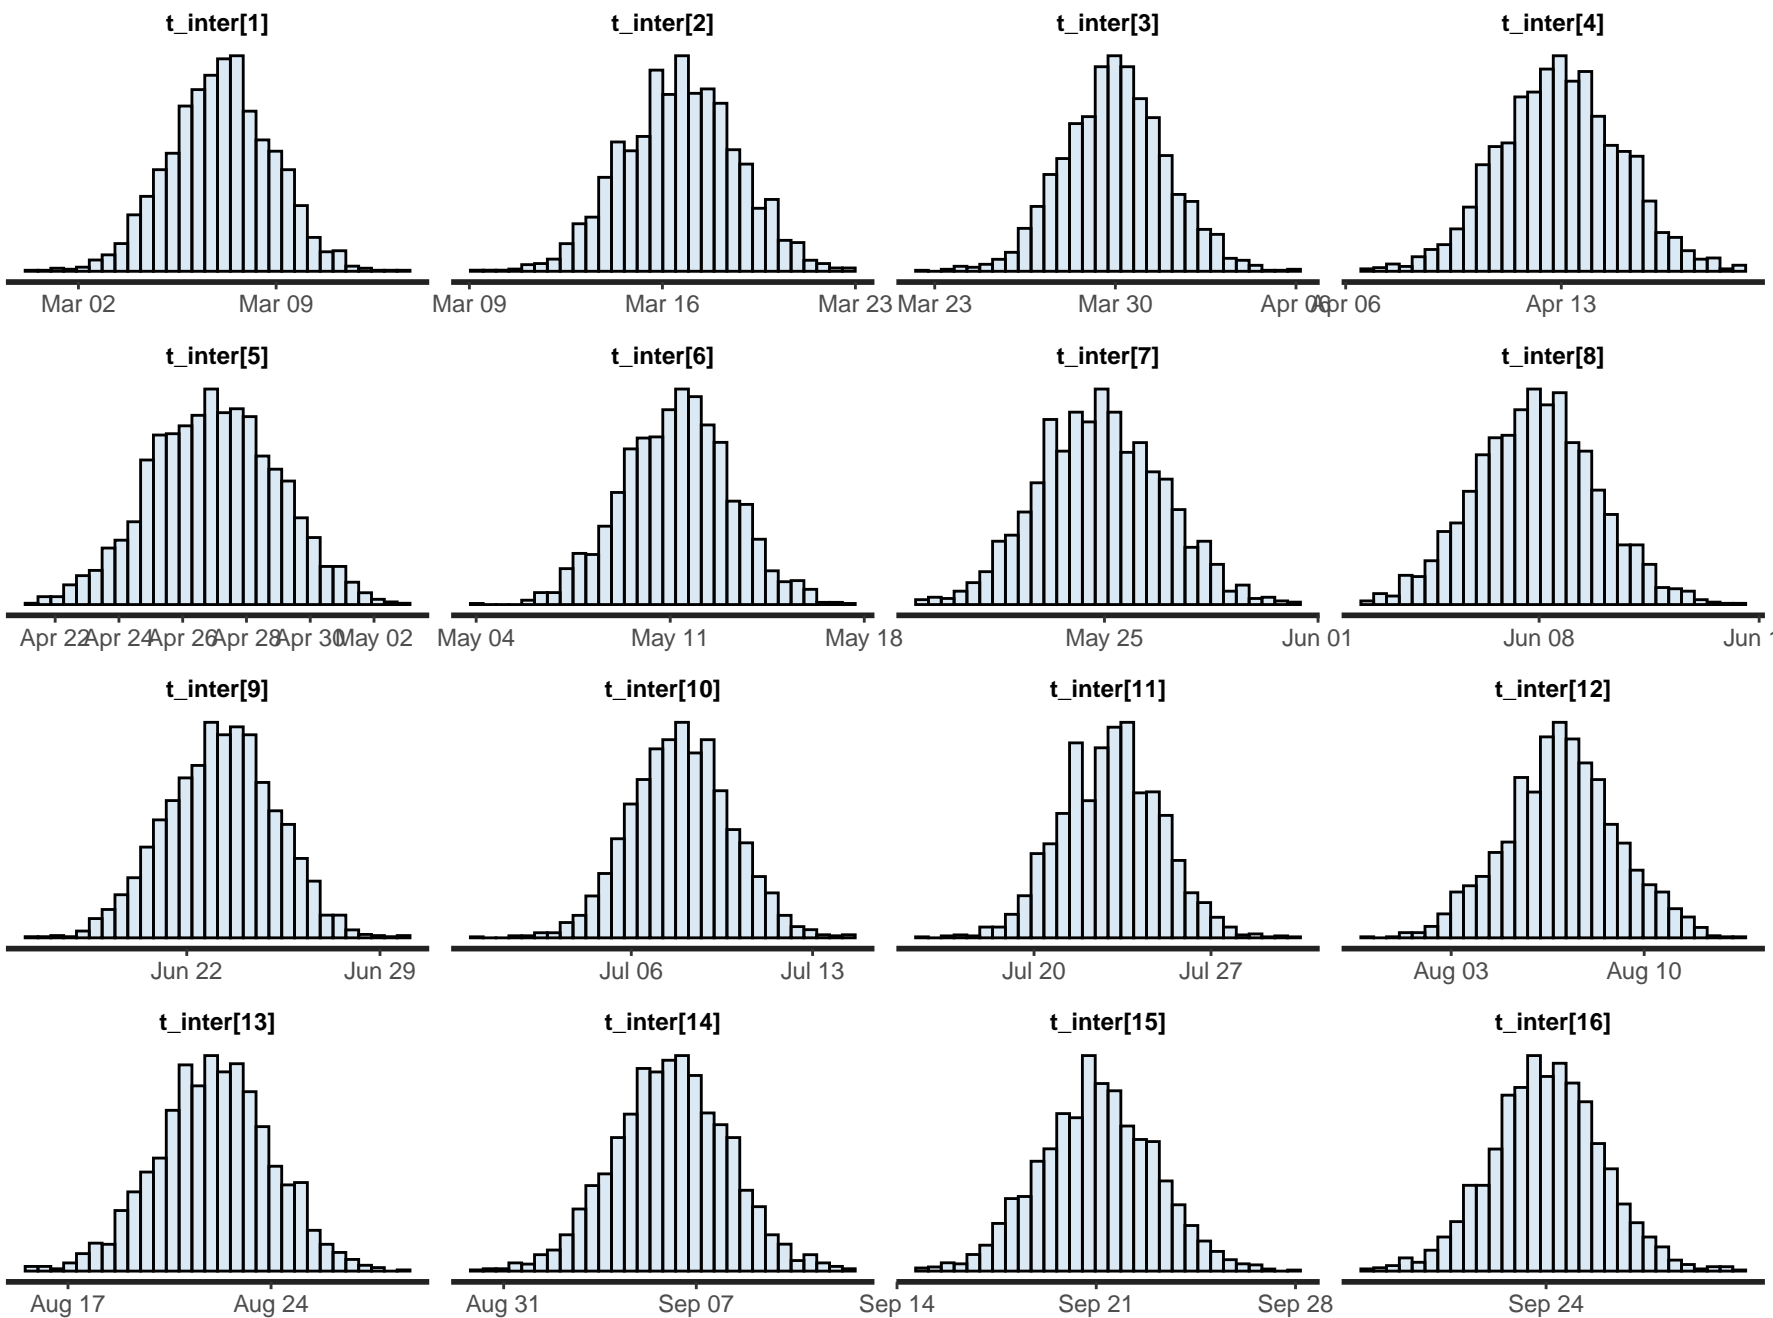 t_inter[1] t_inter[2] t_inter[3] t_inter[4]
Mar 02 Mar 09 Mar 09 Mar 16 Mar 23 Mar 23 Mar 30 Apr 06 Apr 06 Apr 13
t_inter[5] t_inter[6] t_inter[7] t_inter[8]
Apr 22 Apr 24 Apr 26 Apr 28 Apr 30 May 02 May 04 May 11 May 18 May 25 Jun 01 Jun 08 Jun
t_inter[9] t_inter[10] t_inter[11] t_inter[12]
Jun 22 Jun 29 Jul 06 Jul 13 Jul 20 Jul 27 Aug 03 Aug 10
t_inter[13] t_inter[14] t_inter[15] t_inter[16]
Aug 17 Aug 24 Aug 31 Sep 07 Sep 14 Sep 21 Sep 28 Sep 24